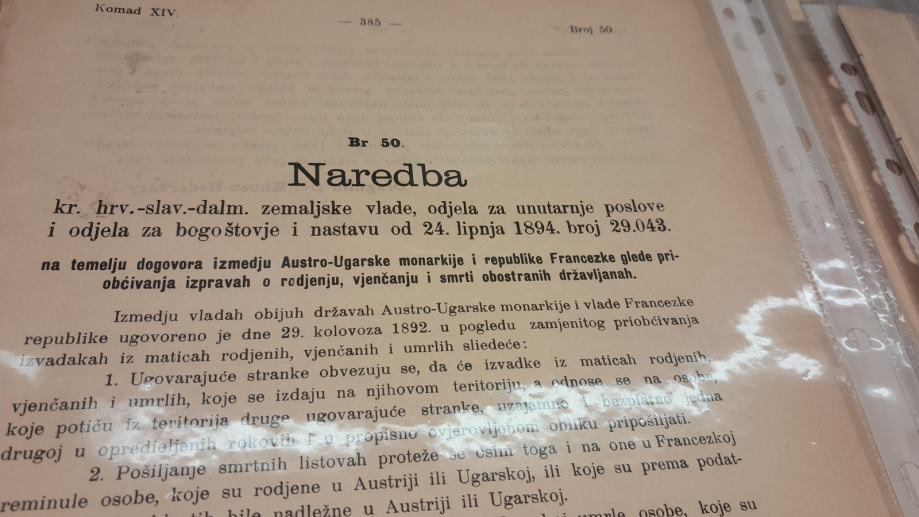 Komad XIV.
— 385 —
Broj 50.
Br 50.
Naredba
kr. hrv.-slav.-dalm. zemaljske vlade, odjela za unutarnje poslove
i odjela za bogoštovje i nastavu od 24. lipnja 1894. broj 29.043.
na temelju dogovora izmedju Austro-Ugarske monarkije i republike Francezke glede pri-
obćivanja izpravah o rodjenju, vjenčanju i smrti obostranih državljanah.
Izmedju vladah obijuh državah Austro-Ugarske monarkije i vlade Francezke
republike ugovoreno je dne 29. kolovoza 1892. u pogledu zamjenitog priobćivanja
izvadakah iz maticah rodjenih, vjenčanih i umrlih sliedeće:
1. Ugovarajuće stranke obvezuju se, da će izvadke iz maticah rodjenih,
vjenčanih i umrlih, koje se izdaju na njihovom teritoriju, a odnose se na osobe,
koje potiču iz teritorija druge ugovarajuće stranke, uzajamno i bezplatno jedna
drugoj u opredieljenih rokovih i u propisno ovjerovljenom obliku pripošiljati.
2. Pošiljanje smrtnih listovah proteže se osim toga i na one u Francezkoj
reminule osobe, koje su rodjene u Austriji ili Ugarskoj, ili koje su prema podat-
bile nadležne u Austriji ili Ugarskoj.
umrle osobe, koje su